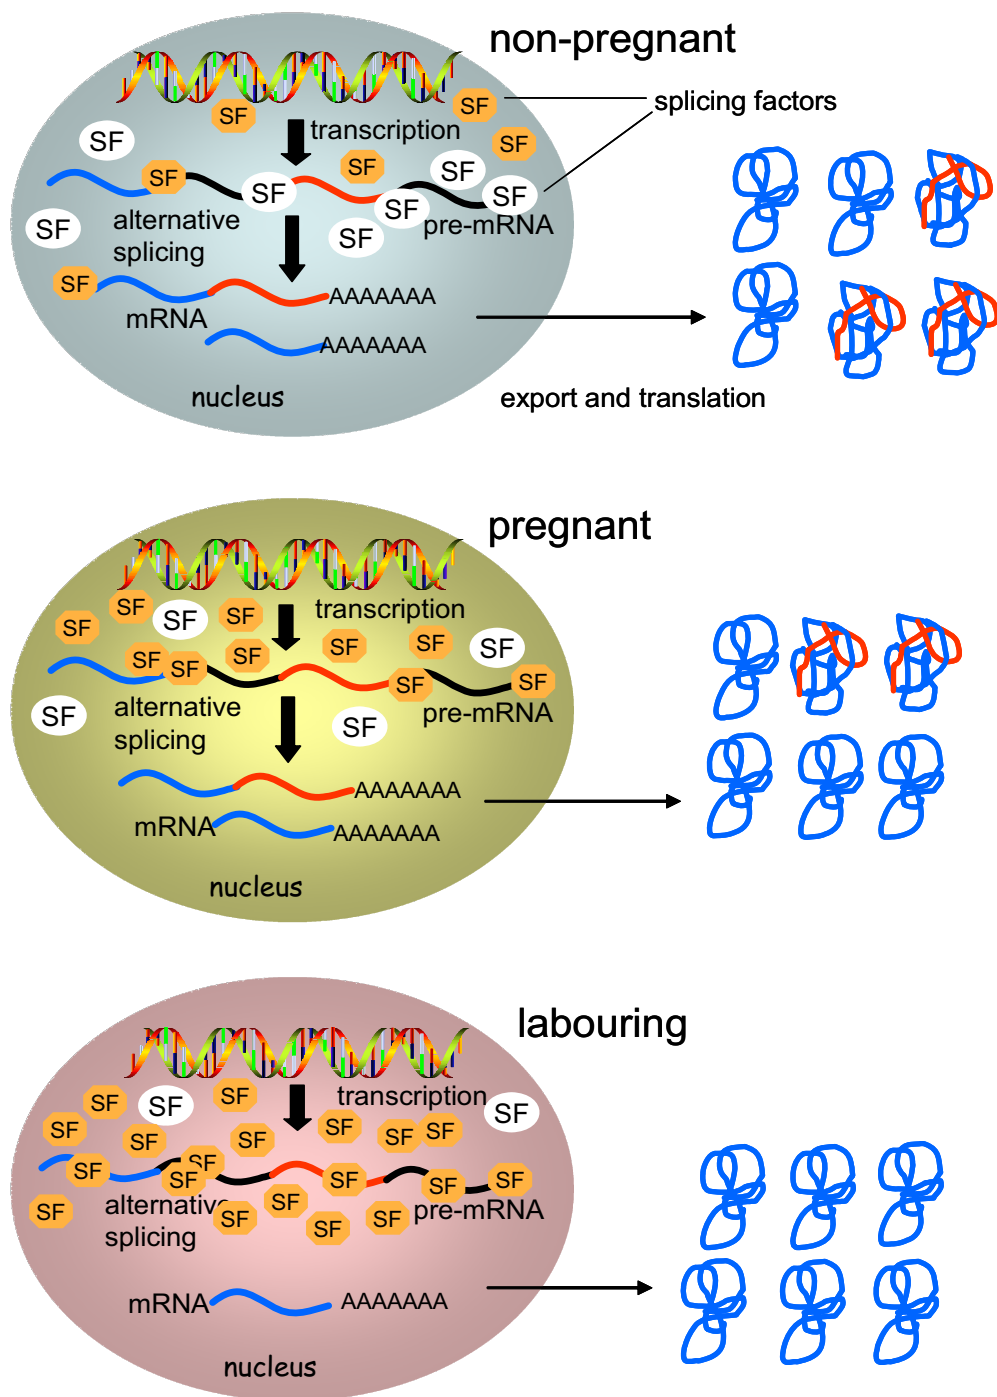 non-pregnant
SF
SF
splicing factors
transcription
SF
SF
SF
SF
SF
SF
SF
SF
SF
alternative
splicing
pre-mRNA
SF
SF
SF
AAAAAAA
mRNA
AAAAAAA
nucleus
export and translation
pregnant
SF
SF
SF
SF
transcription
SF
SF
SF
SF
SF
SF
SF
SF
alternative
splicing
pre-mRNA
SF
SF
AAAAAAA
mRNA
AAAAAAA
nucleus
labouring
SF
SF
SF
transcription
SF
SF
SF
SF
SF
SF
SF
SF
SF
SF
SF
SF
SF
SF
alternative
splicing
pre-mRNA
SF
SF
SF
SF
SF
mRNA
AAAAAAA
nucleus